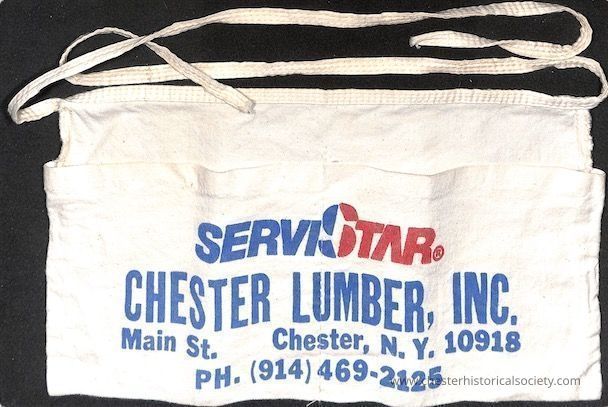 SERVISTAR®
CHESTER LUMBER, INC.
Main St. Chester, N. Y. 10918
PH. (914) 469-2125
www.chesterhistoricalsociety.com